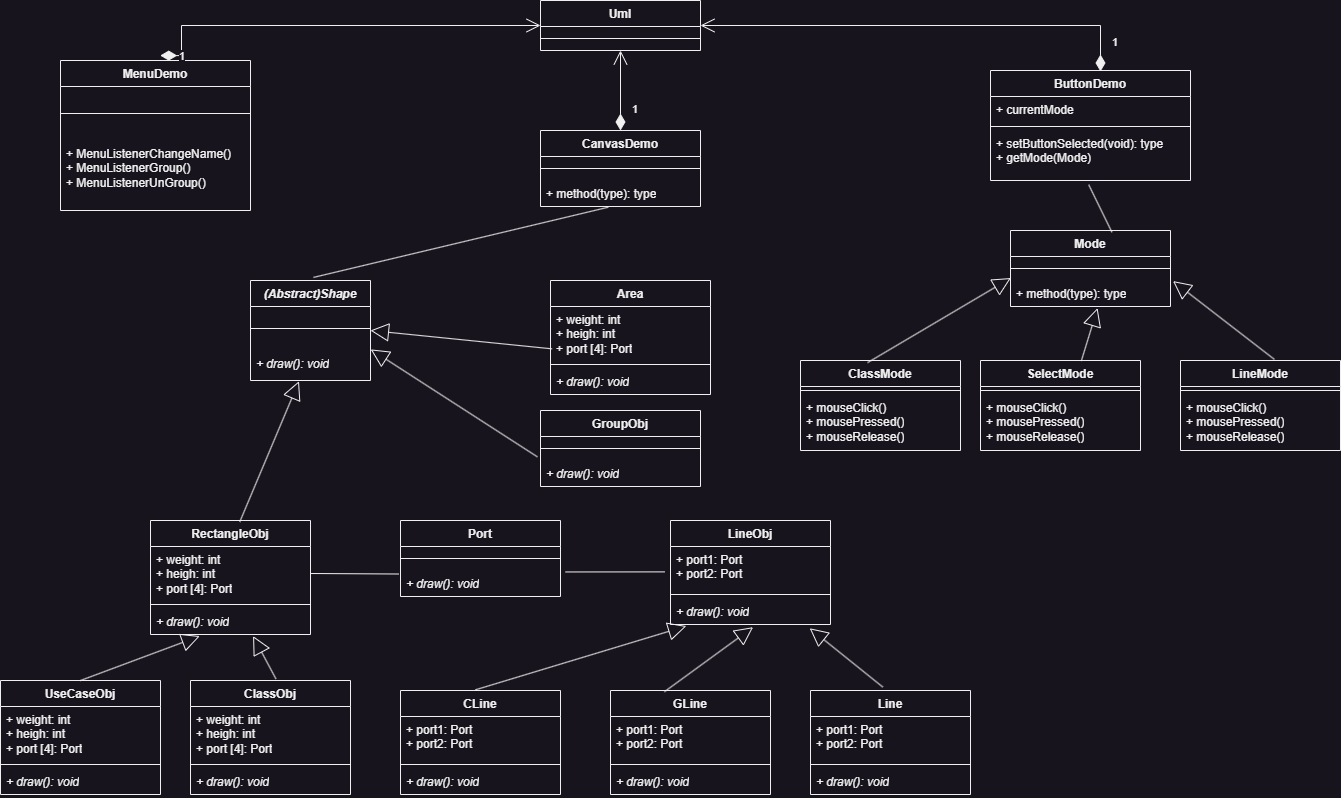 Uml
1
MenuDemo
+ MenuListenerChangeName()
+ MenuListenerGroup()
+ MenuListenerUnGroup()
1
CanvasDemo
+ method(type): type
1
ButtonDemo
+ currentMode
+ setButtonSelected(void): type
+ getMode(Mode)
Mode
+ method(type): type
(Abstract)Shape
+ draw(): void
Area
+ weight: int
+ heigh: int
+ port [4]: Port
+ draw(): void
ClassMode
+ mouseClick()
+ mousePressed()
+ mouseRelease()
SelectMode
+ mouseClick()
+ mousePressed()
+ mouseRelease()
LineMode
+ mouseClick()
+ mousePressed()
+ mouseRelease()
GroupObj
+ draw(): void
RectangleObj
+ weight: int
+ heigh: int
+ port [4]: Port
+ draw(): void
Port
+ draw(): void
LineObj
+ port1: Port
+ port2: Port
+ draw(): void
UseCaseObj
+ weight: int
+ heigh: int
+ port [4]: Port
+ draw(): void
ClassObj
+ weight: int
+ heigh: int
+ port [4]: Port
+ draw(): void
CLine
+ port1: Port
+ port2: Port
+ draw(): void
GLine
+ port1: Port
+ port2: Port
+ draw(): void
Line
+ port1: Port
+ port2: Port
+ draw(): void